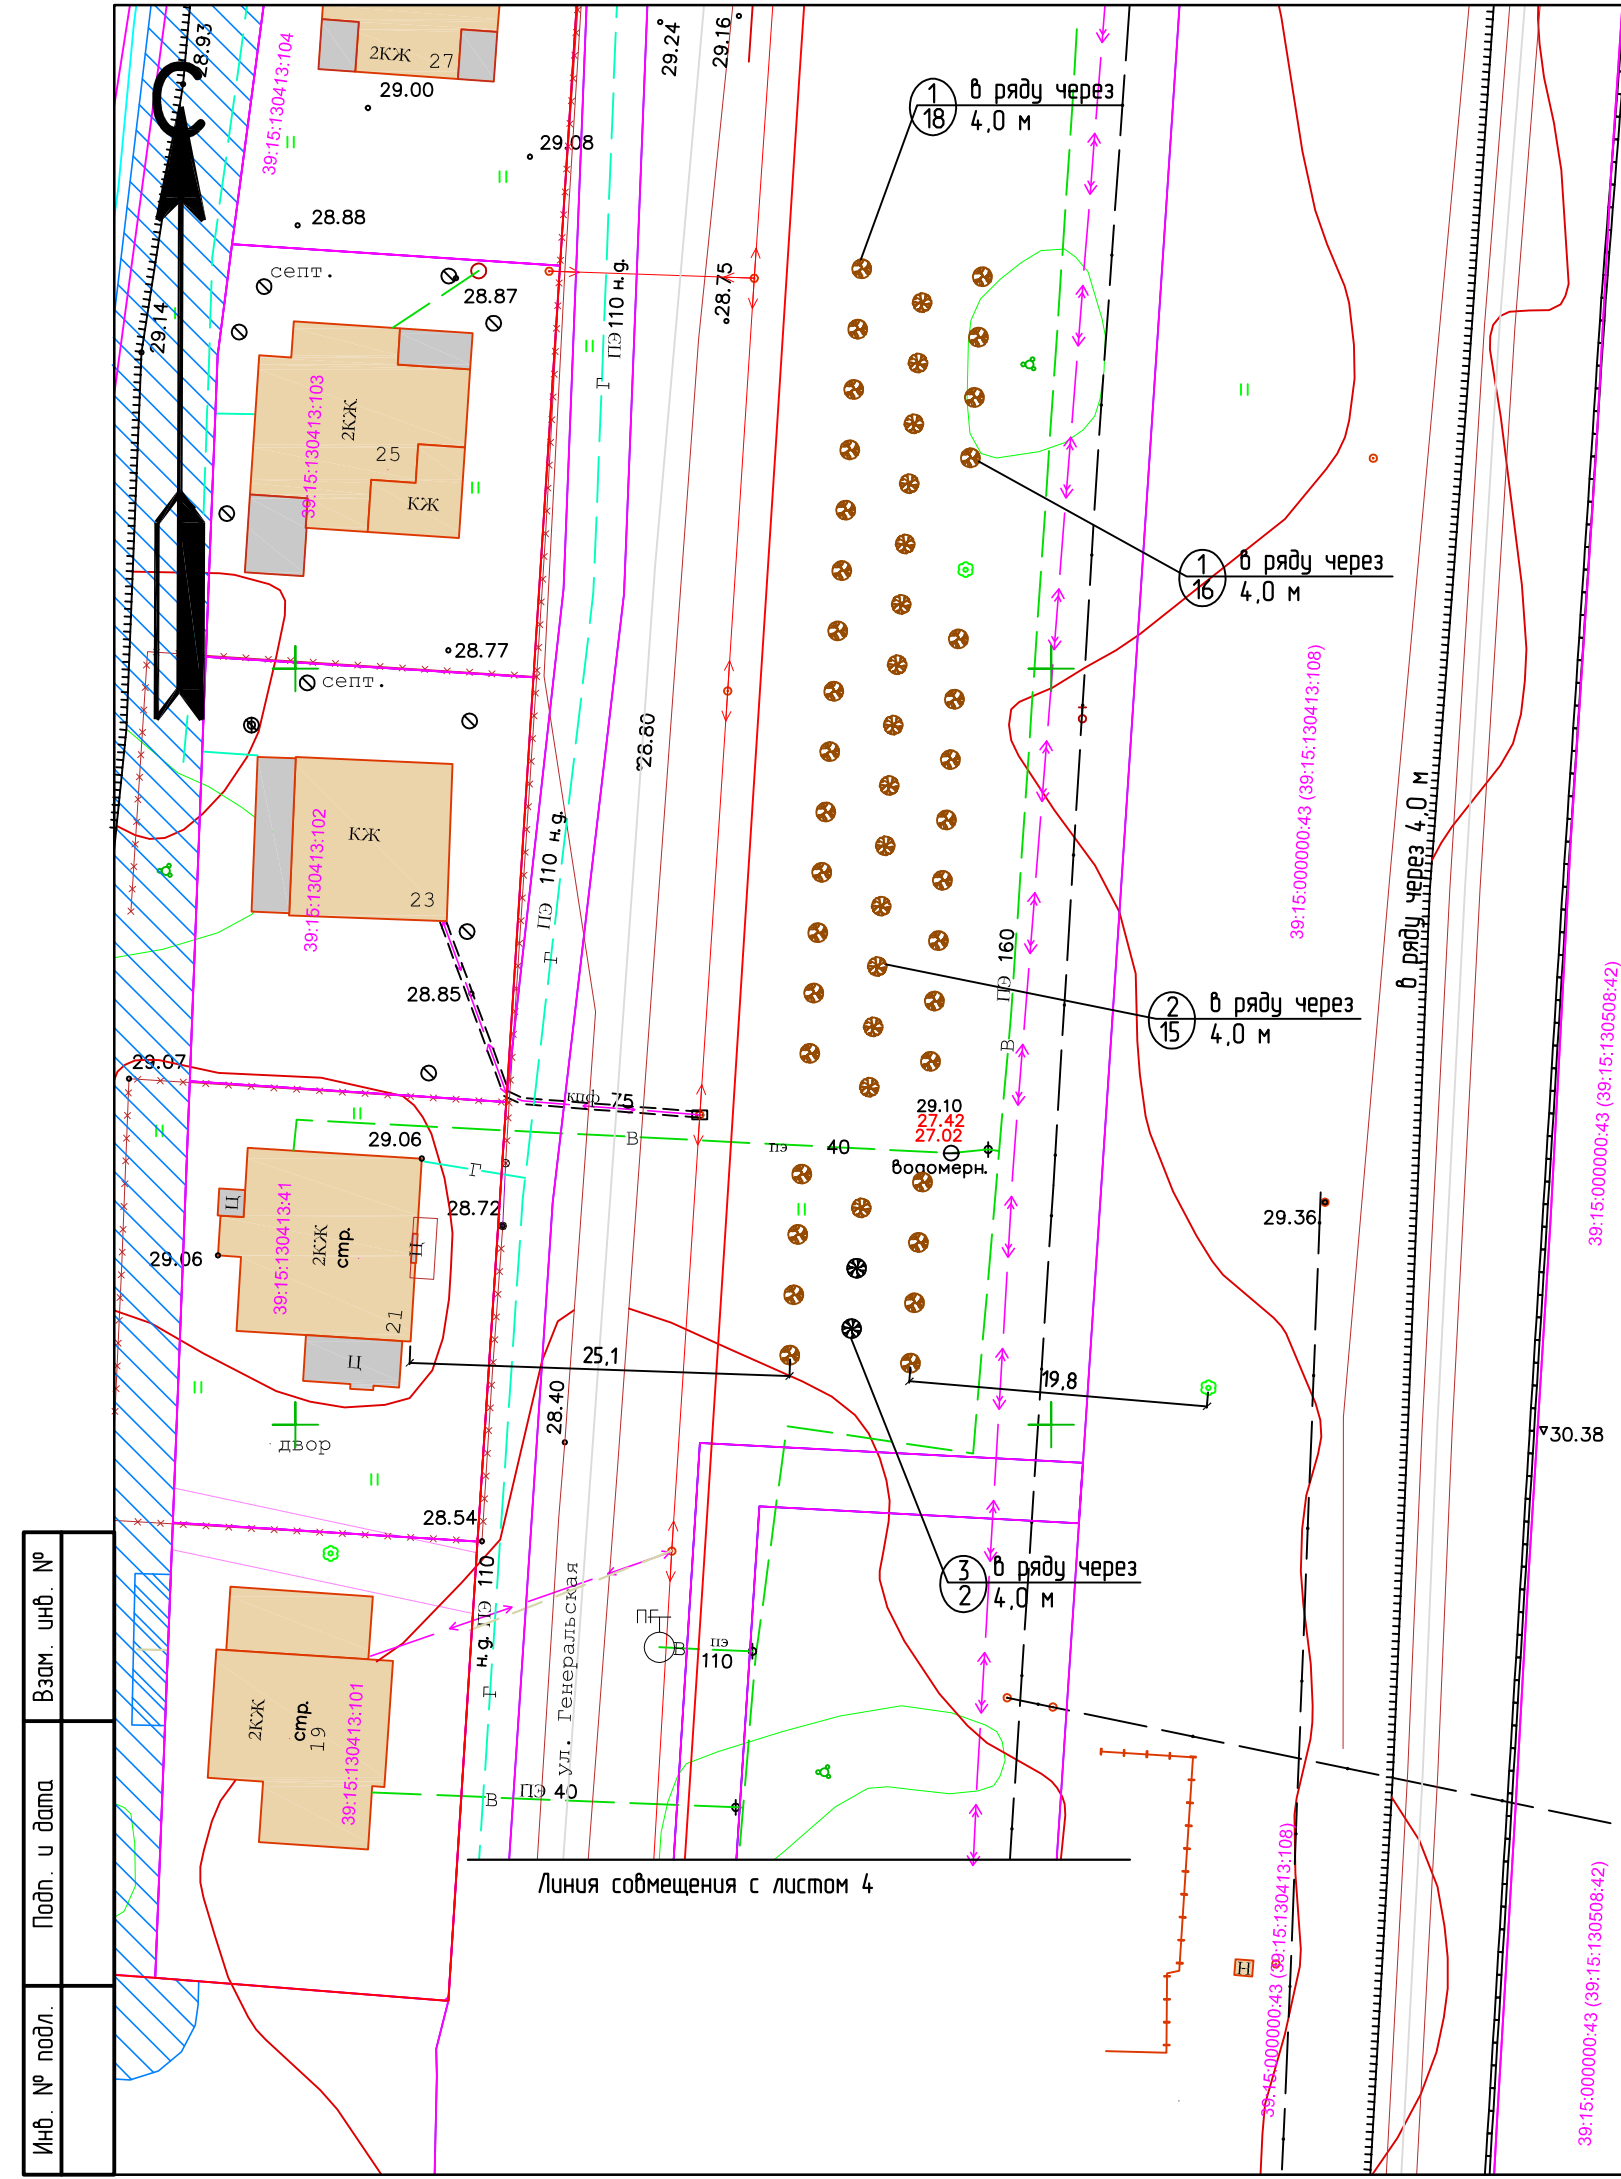 28.93
С
39:15:130413:104
2КЖ
27
29.00
29.24
29.16
29.08
28.88
1
18
в ряду через
4,0 м
септ.
28.87
29.14
ПЭ110 н.д.
Г
28.75
39:15:130413:103
2КЖ
25
КЖ
1
16
в ряду через
4,0 м
28.77
септ.
28.80
39:15:000000:43 (39:15:130413:108)
в ряду через 4,0 м
39:15:130413:102
КЖ
23
Г ПЭ 110 н.д.
28.85
В ПЭ 160
2
15
в ряду через
4,0 м
39:15:000000:43 (39:15:130508:42)
29.07
кпф 75
29.06
В
пэ 40
29.10
27.42
27.02
водомерн.
39:15:130413:41
Ц
2КЖ
стр.
Ц
21
Г
28.72
29.06
29.36
Ц
25,1
19,8
28.40
двор
30.38
28.54
3
2
в ряду через
4,0 м
Г н.д. ПЭ 110
ул. Генеральская
ПГ
В пэ
110
2КЖ
стр.
19
39:15:130413:101
В ПЭ 40
Линия совмещения с листом 4
39:15:000000:43 (39:15:130413:108)
Н
39:15:000000:43 (39:15:130508:42)
Взам. инв. №
Подп. и дата
Инв. № подл.